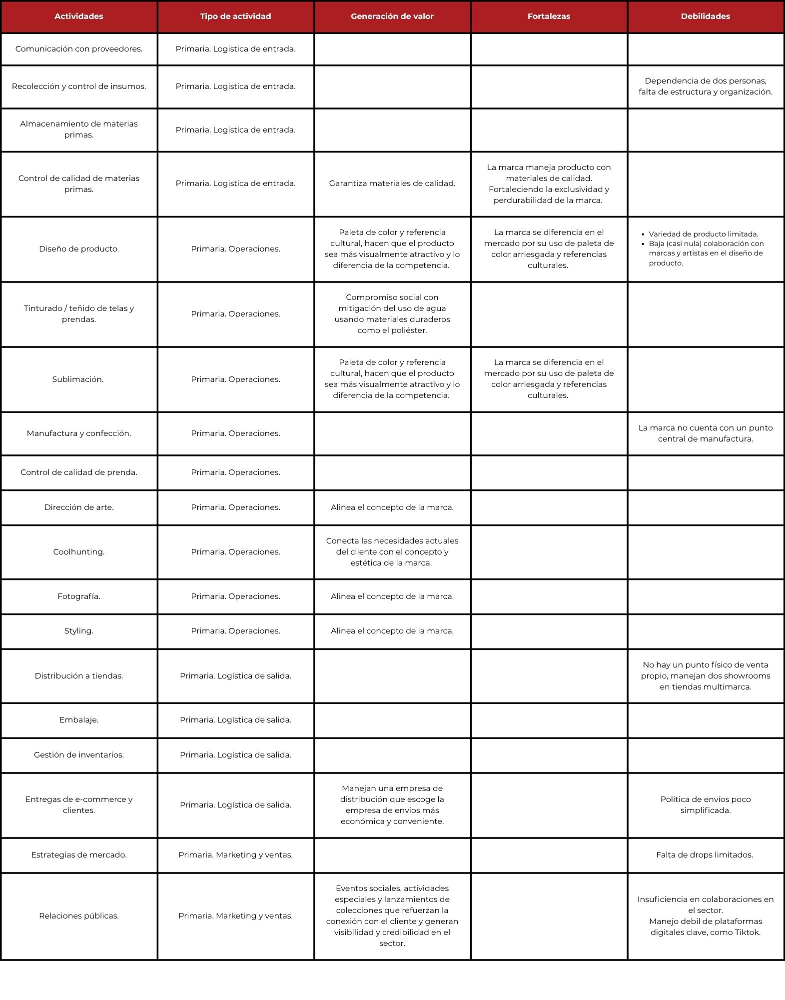 Actividades
Tipo de actividad
Generación de valor
Fortalezas
Debilidades
Comunicación con proveedores.
Primaria. Logistica de entrada.
Recolección y control de insumos.
Primaria. Logistica de entrada.
Dependencia de dos personas,
falta de estructura y organización.
Almacenamiento de materias
primas.
Primaria. Logistica de entrada.
Control de calidad de materias
primas.
Primaria. Logistica de entrada.
Garantiza materiales de calidad.
La marca maneja producto con
materiales de calidad.
Fortaleciendo la exclusividad y
perdurabilidad de la marca.
Diseño de producto.
Primaria. Operaciones.
Paleta de color y referencia
cultural, hacen que el producto
sea más visualmente atractivo y lo
diferencia de la competencia.
La marca se diferencia en el
mercado por su uso de paleta de
color arriesgada y referencias
culturales.
• Variedad de producto limitada.
• Baja (casi nula) colaboración con
marcas y artistas en el diseño de
producto.
Tinturado / teñido de telas y
prendas.
Primaria. Operaciones.
Compromiso social con
mitigación del uso de agua
usando materiales duraderos
como el poliéster.
Sublimación.
Primaria. Operaciones.
Paleta de color y referencia
cultural, hacen que el producto
sea más visualmente atractivo y lo
diferencia de la competencia.
La marca se diferencia en el
mercado por su uso de paleta de
color arriesgada y referencias
culturales.
Manufactura y confección.
Primaria. Operaciones.
La marca no cuenta con un punto
central de manufactura.
Control de calidad de prenda.
Primaria. Operaciones.
Dirección de arte.
Primaria. Operaciones.
Alinea el concepto de la marca.
Coolhunting.
Primaria. Operaciones.
Conecta las necesidades actuales
del cliente con el concepto y
estética de la marca.
Fotografía.
Primaria. Operaciones.
Alinea el concepto de la marca.
Styling.
Primaria. Operaciones.
Alinea el concepto de la marca.
Distribución a tiendas.
Primaria. Logística de salida.
No hay un punto físico de venta
propio, manejan dos showrooms
en tiendas multimarca.
Embalaje.
Primaria. Logística de salida.
Gestión de inventarios.
Primaria. Logística de salida.
Entregas de e-commerce y
clientes.
Primaria. Logística de salida.
Manejan una empresa de
distribución que escoge la
empresa de envíos más
económica y conveniente.
Política de envíos poco
simplificada.
Estrategias de mercado.
Primaria. Marketing y ventas.
Falta de drops limitados.
Relaciones públicas.
Primaria. Marketing y ventas.
Eventos sociales, actividades
especiales y lanzamientos de
colecciones que refuerzan la
conexión con el cliente y generan
visibilidad y credibilidad en el
sector.
Insuficiencia en colaboraciones en
el sector.
Manejo debil de plataformas
digitales clave, como Tiktok.